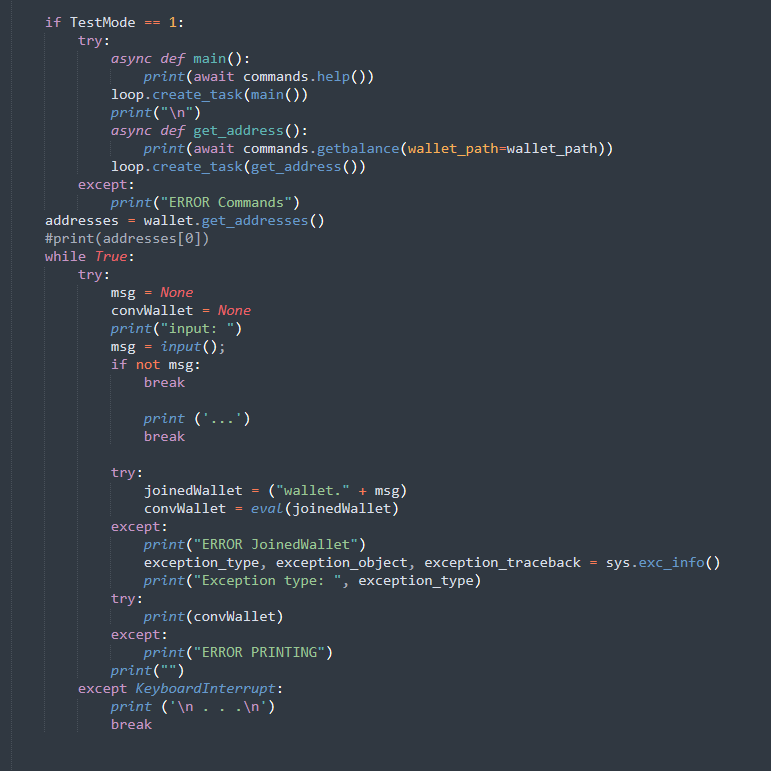 if TestMode == 1:
    try:
        async def main():
            print(await commands.help())
        loop.create_task(main())
        print("\n")
        async def get_address():
            print(await commands.getbalance(wallet_path=wallet_path))
        loop.create_task(get_address())
    except:
        print("ERROR Commands")
addresses = wallet.get_addresses()
#print(addresses[0])
while True:
    try:
        msg = None
        convWallet = None
        print("input: ")
        msg = input();
        if not msg:
            break

            print ('...')
            break

        try:
            joinedWallet = ("wallet." + msg)
            convWallet = eval(joinedWallet)
        except:
            print("ERROR JoinedWallet")
            exception_type, exception_object, exception_traceback = sys.exc_info()
            print("Exception type: ", exception_type)
        try:
            print(convWallet)
        except:
            print("ERROR PRINTING")
        print("")
    except KeyboardInterrupt:
        print ('\n . . .\n')
        break